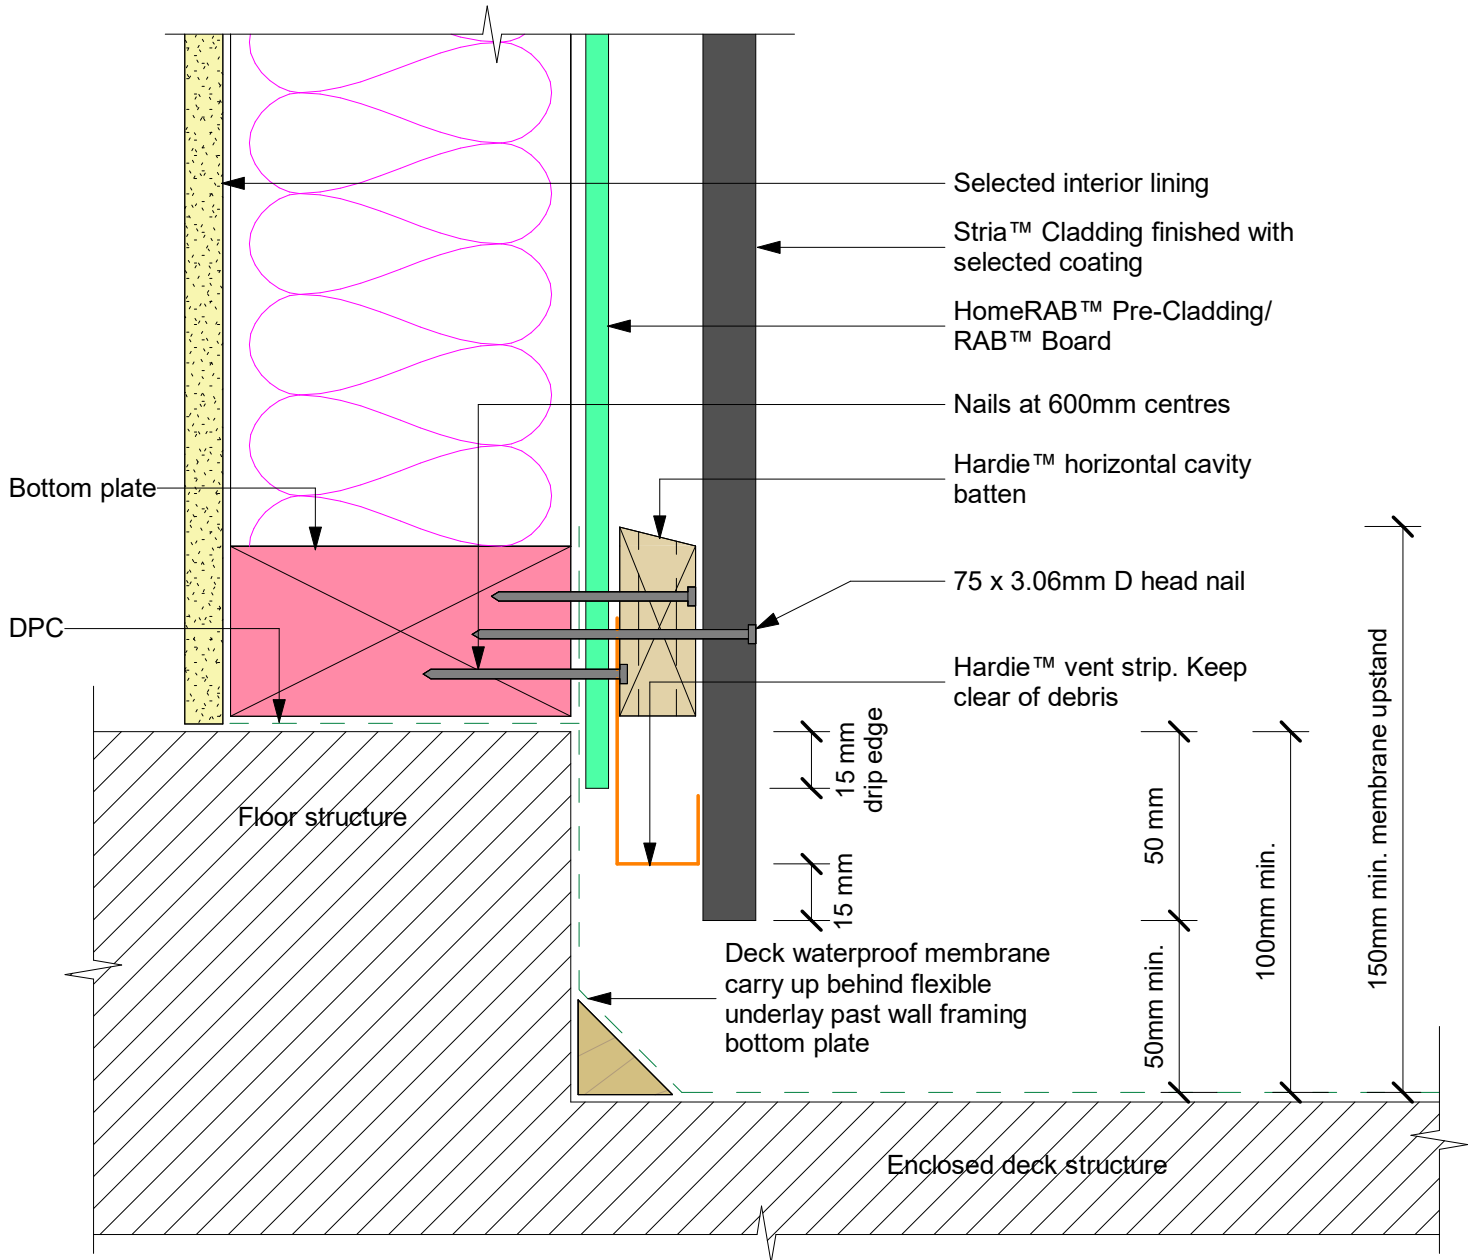 Selected interior lining
Stria™ Cladding finished with
selected coating
HomeRAB™ Pre-Cladding/
RAB™ Board
Nails at 600mm centres
Hardie™ horizontal cavity
batten
Bottom plate
75 x 3.06mm D head nail
DPC
Hardie™ vent strip. Keep
clear of debris
15 mm
drip edge
50 mm
100mm min.
150mm min. membrane upstand
Floor structure
15 mm
50mm min.
Deck waterproof membrane
carry up behind flexible
underlay past wall framing
bottom plate
Enclosed deck structure